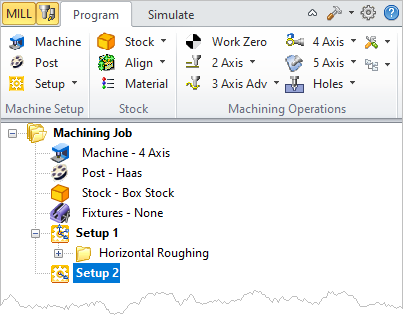 MILL Program Simulate
Machine Stock Work Zero 4 Axis
Post Align 2 Axis 5 Axis
Setup Material 3 Axis Adv Holes
Machine Setup Stock Machining Operations
Machining Job
Machine - 4 Axis
Post - Haas
Stock - Box Stock
Fixtures - None
Setup 1
Horizontal Roughing
Setup 2